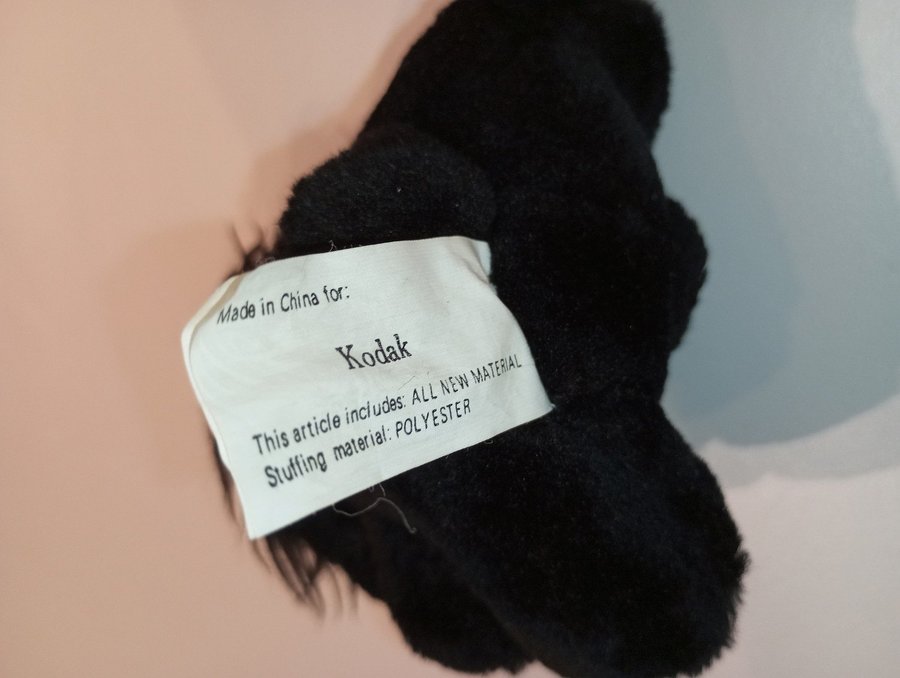 Made in China for:
Kodak
This article includes: ALL NEW MATERIAL
Stuffing material: POLYESTER